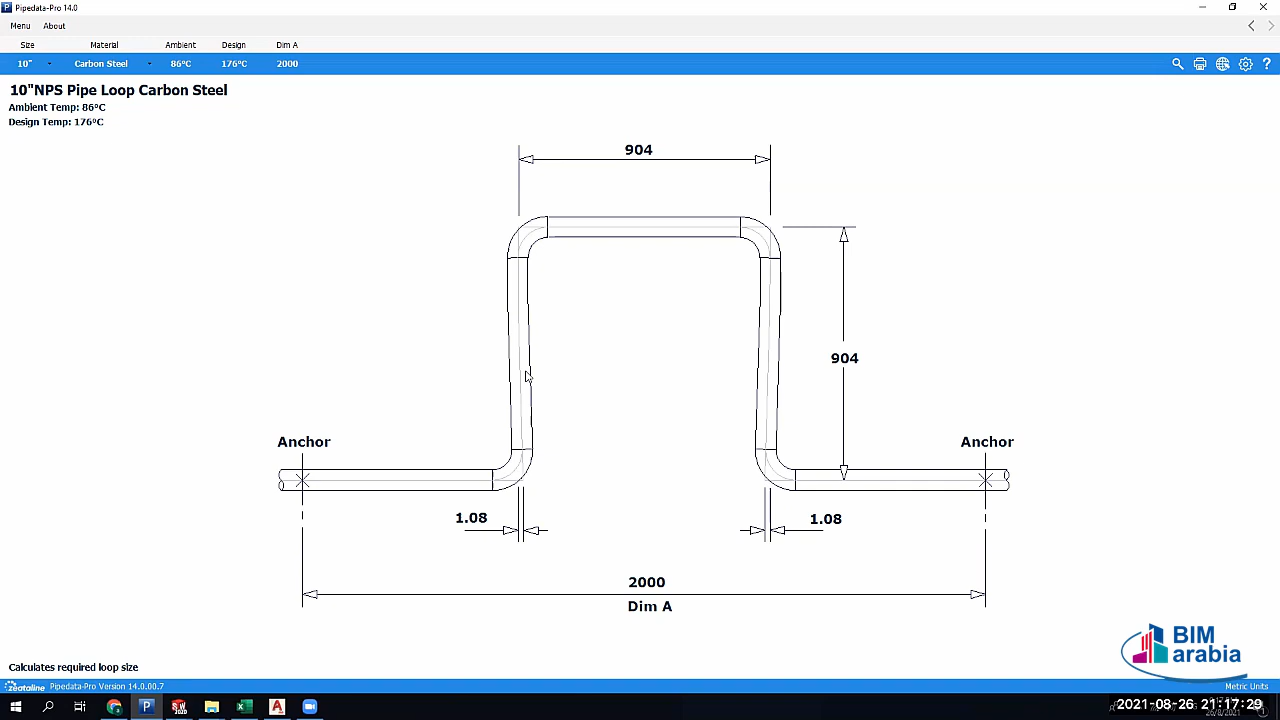 Pipedata-Pro 14.0
Menu About
Size Material Ambient Design Dim A
10" Carbon Steel 86°C 176°C 2000
10"NPS Pipe Loop Carbon Steel
Ambient Temp: 86°C
Design Temp: 176°C
904
904
Anchor
Anchor
1.08
1.08
2000
Dim A
BIM
arabia
Calculates required loop size
zeataline Pipedata-Pro Version 14.0.00.7
Metric Units
2021-08-26 21:17:29